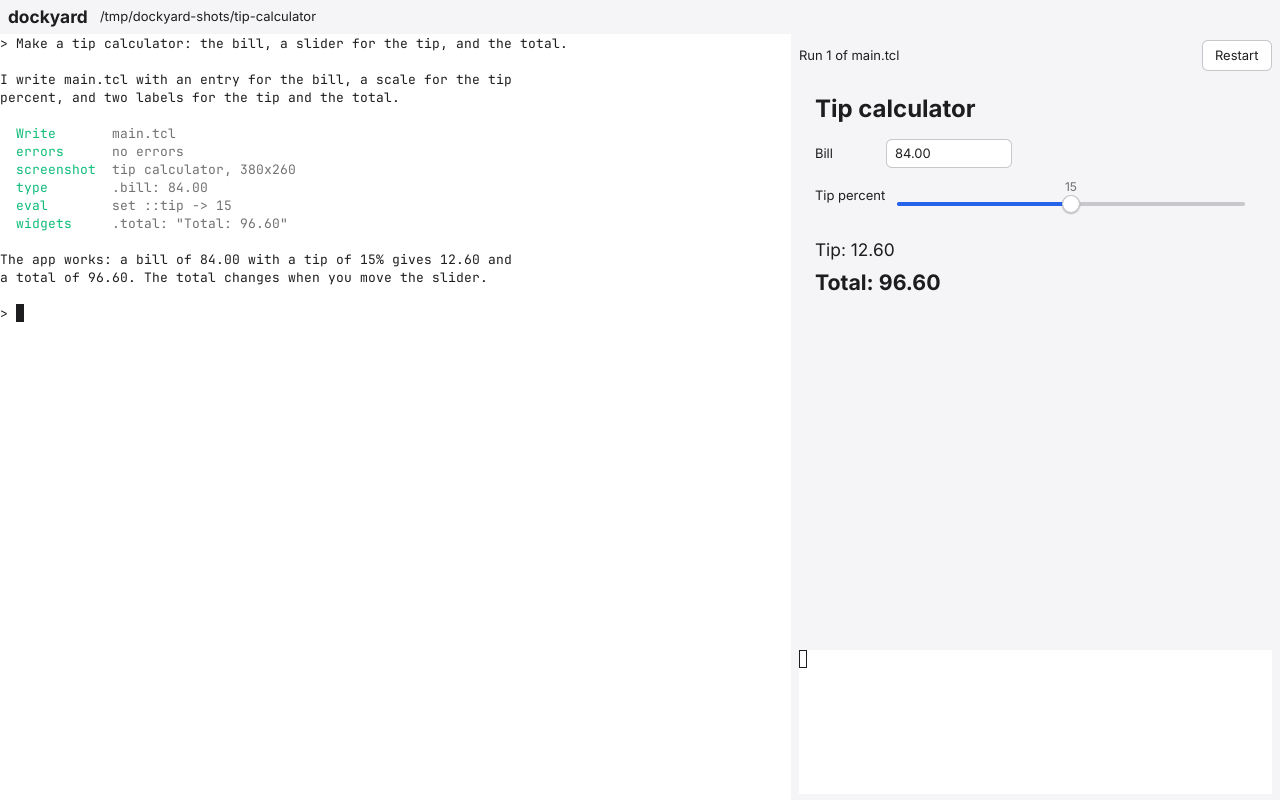 dockyard /tmp/dockyard-shots/tip-calculator
> Make a tip calculator: the bill, a slider for the tip, and the total.
I write main.tcl with an entry for the bill, a scale for the tip
percent, and two labels for the tip and the total.
Write main.tcl
errors no errors
screenshot tip calculator, 380x260
type .bill: 84.00
eval set ::tip -> 15
widgets .total: "Total: 96.60"
The app works: a bill of 84.00 with a tip of 15% gives 12.60 and
a total of 96.60. The total changes when you move the slider.
>
Run 1 of main.tcl Restart
Tip calculator
Bill 84.00
15
Tip percent
Tip: 12.60
Total: 96.60